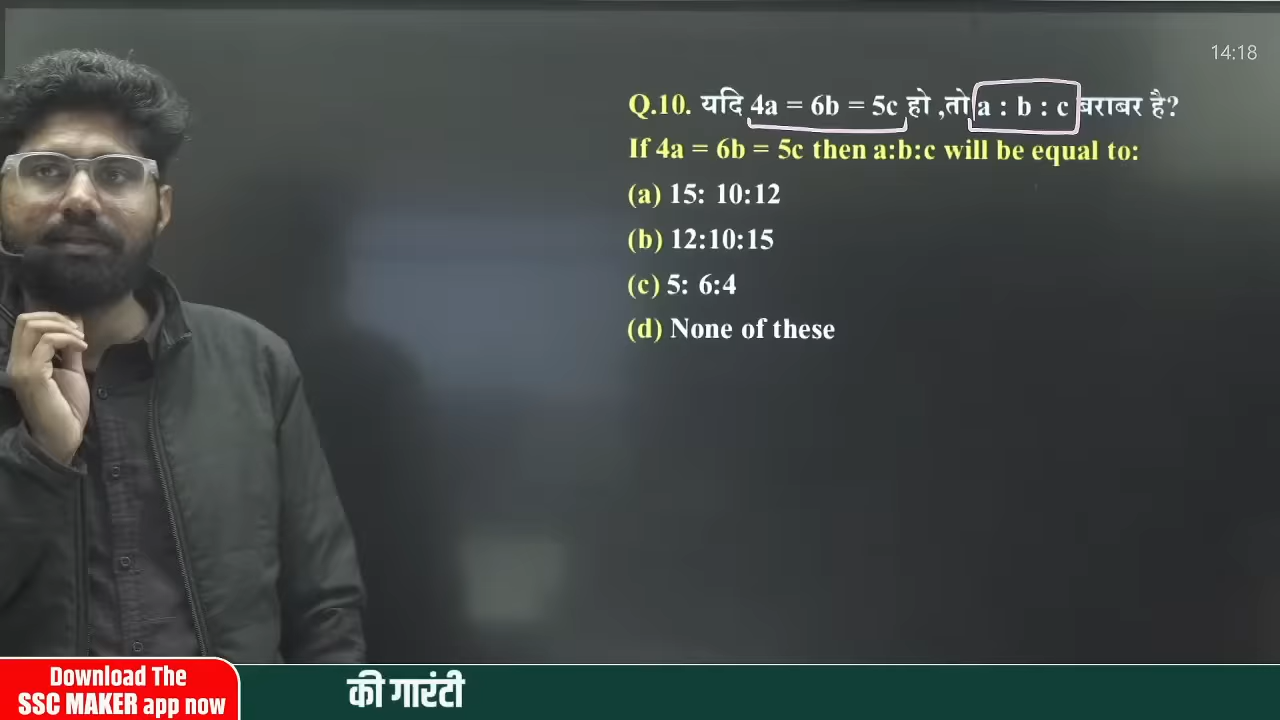 14:18
Q.10. यदि 4a = 6b = 5c हो ,तो a : b : c बराबर है?
If 4a = 6b = 5c then a:b:c will be equal to:
(a) 15: 10:12
(b) 12:10:15
(c) 5: 6:4
(d) None of these
Download The
SSC MAKER app now
की गारंटी